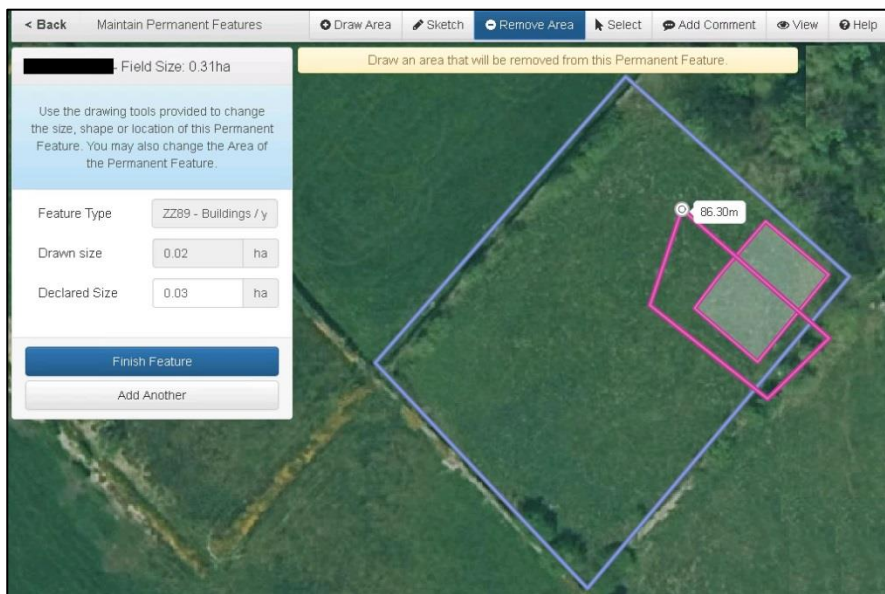 < Back Maintain Permanent Features Draw Area Sketch Remove Area Select Add Comment View Help
- Field Size: 0.31ha
Draw an area that will be removed from this Permanent Feature.
Use the drawing tools provided to change
the size, shape or location of this Permanent
Feature. You may also change the Area of
the Permanent Feature.
86.30m
Feature Type ZZ89 - Buildings / y
Drawn size 0.02 ha
Declared Size 0.03 ha
Finish Feature
Add Another